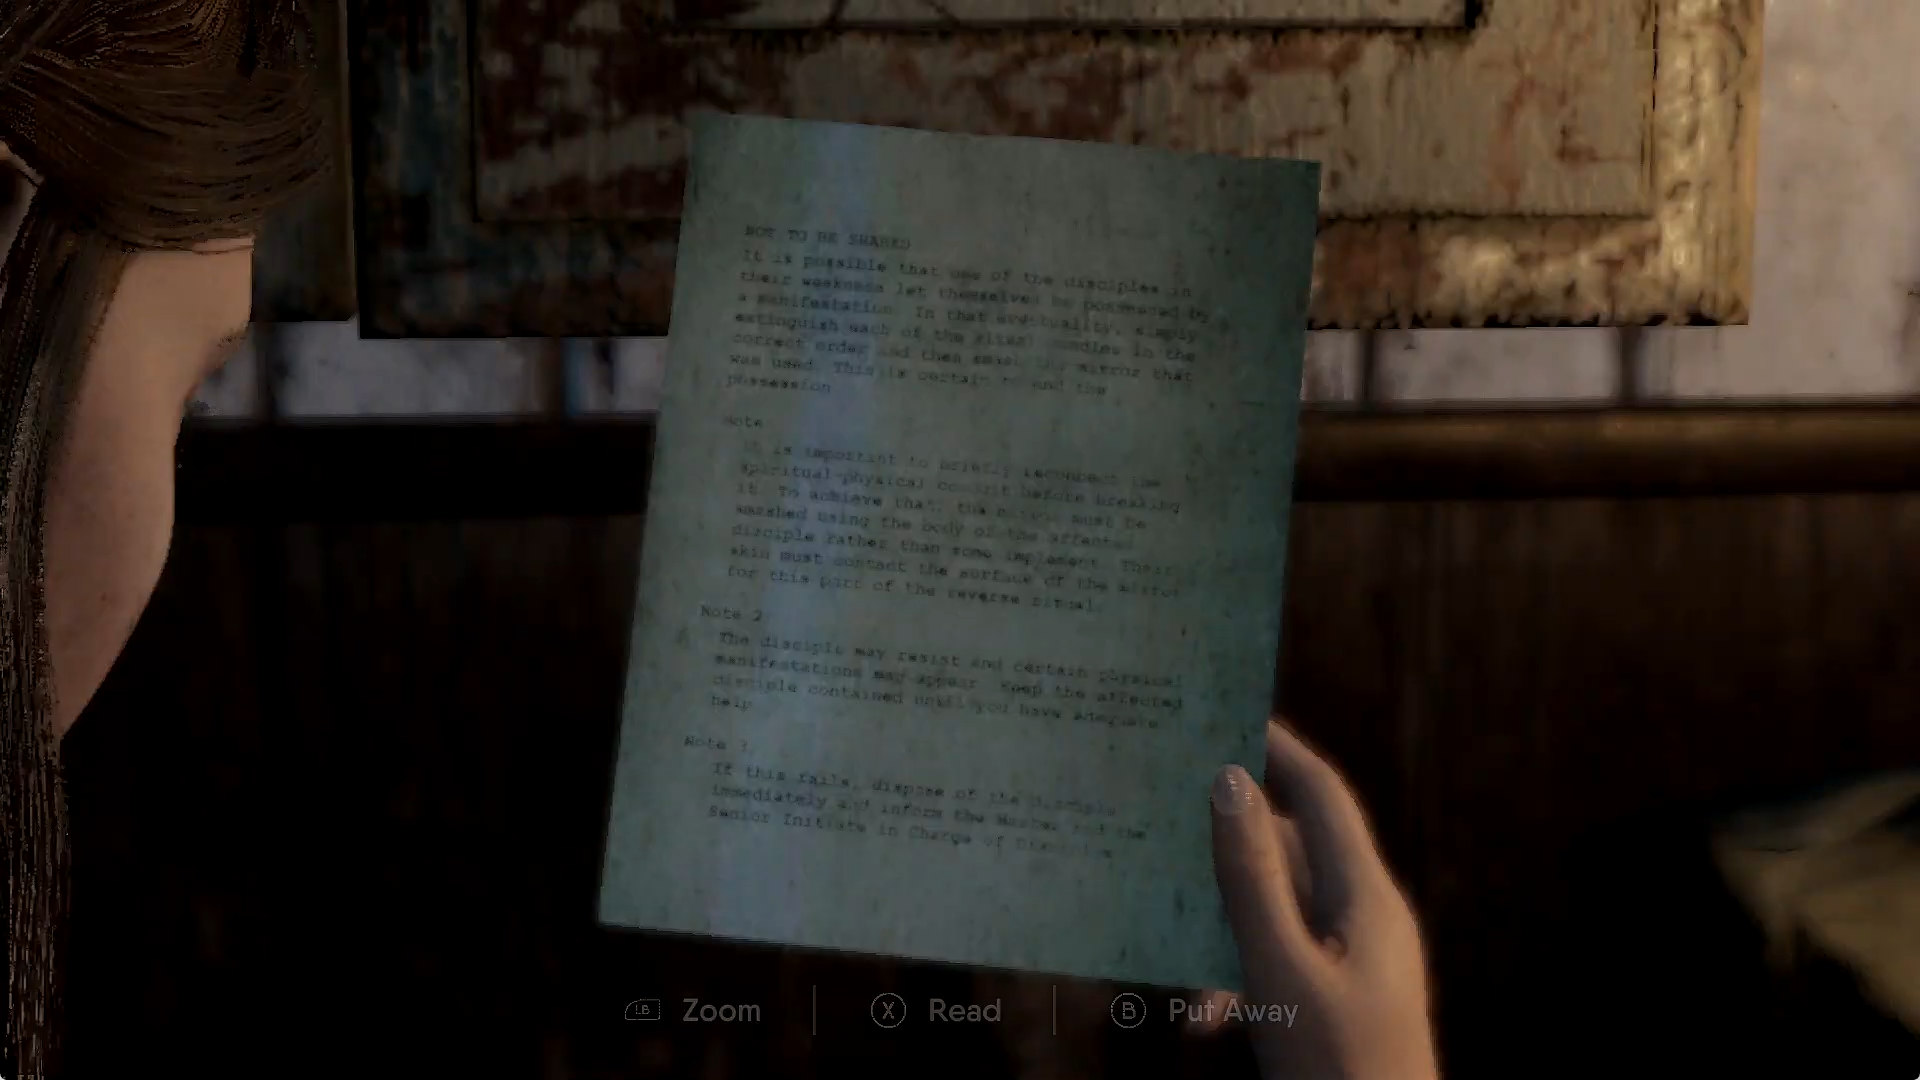 NOT TO BE SHARED
It is possible that one of the disciples in
their weakness let themselves be possessed by
a manifestation. In that eventuality, simply
extinguish each of the ritual candles in the
correct order and then smash the mirror that
was used. This is certain to end the
possession.
Note
It is important to briefly reconnect the
spiritual-physical conduit before breaking
it. To achieve that, the mirror must be
smashed using the body of the affected
disciple rather than some implement. Their
skin must contact the surface of the mirror
for this part of the reverse ritual.
Note 2
The disciple may resist and certain physical
manifestations may appear. Keep the affected
disciple contained until you have adequate
help.
Note 3
If this fails, dispose of the disciple
immediately and inform the Master and the
Senior Initiate in Charge of
LB Zoom
X Read
B Put Away